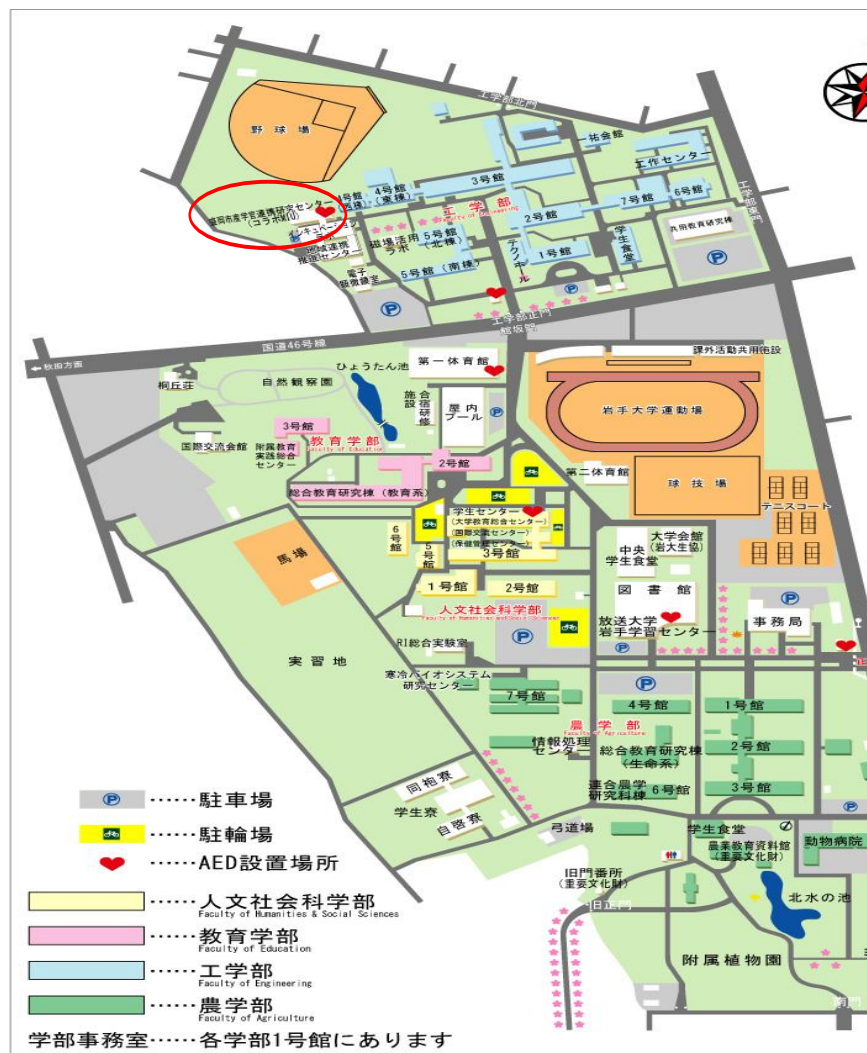 工学部北門
野球場
一祐会館
工作センター
3号館
盛岡市産学官連携研究センター
(コラボMIU)
4号館
(東棟)
工学部
Faculty of Engineering
7号館
6号館
工学部東門
2号館
共用教育研究棟
磁場活用
ラボ
5号館
(北棟)
テクノホール
1号館
学生食堂
地域連携
推進センター
電子
顕微鏡室
5号館(南棟)
P
P
P
工学部正門
館坂門
国道46号線
←秋田方面
課外活動共用施設
ひょうたん池
第一体育館
桐丘荘
自然観察園
合宿研修
施設
屋内
プール
P
岩手大学運動場
3号館
国際交流会館
附属教育
実践総合
センター
教育学部
Faculty of Education
2号館
第二体育館
球技場
総合教育研究棟(教育系)
テニスコート
学生センター
(大学教育総合センター)
(国際交流センター)
(保健管理センター)
6号館
5号館
3号館
大学会館
(岩大生協)
中央
学生食堂
馬場
1号館
2号館
図書館
人文社会科学部
Faculty of Humanities and Social Sciences
放送大学
岩手学習センター
事務局
P
P
P
RI総合実験室
実習地
寒冷バイオシステム
研究センター
P
7号館
4号館
1号館
農学部
Faculty of Agriculture
情報処理
センター
総合教育研究棟
(生命系)
2号館
連合農学
研究科棟
6号館
3号館
同袍寮
学生寮
自啓寮
P
P……駐車場
……駐輪場
……AED設置場所
弓道場
学生食堂
農業教育資料館
(重要文化財)
動物病院
旧門番所
(重要文化財)
旧正門
北水の池
附属植物園
南門
……人文社会科学部
Faculty of Humanities & Social Sciences
……教育学部
Faculty of Education
……工学部
Faculty of Engineering
……農学部
Faculty of Agriculture
学部事務室……各学部1号館にあります